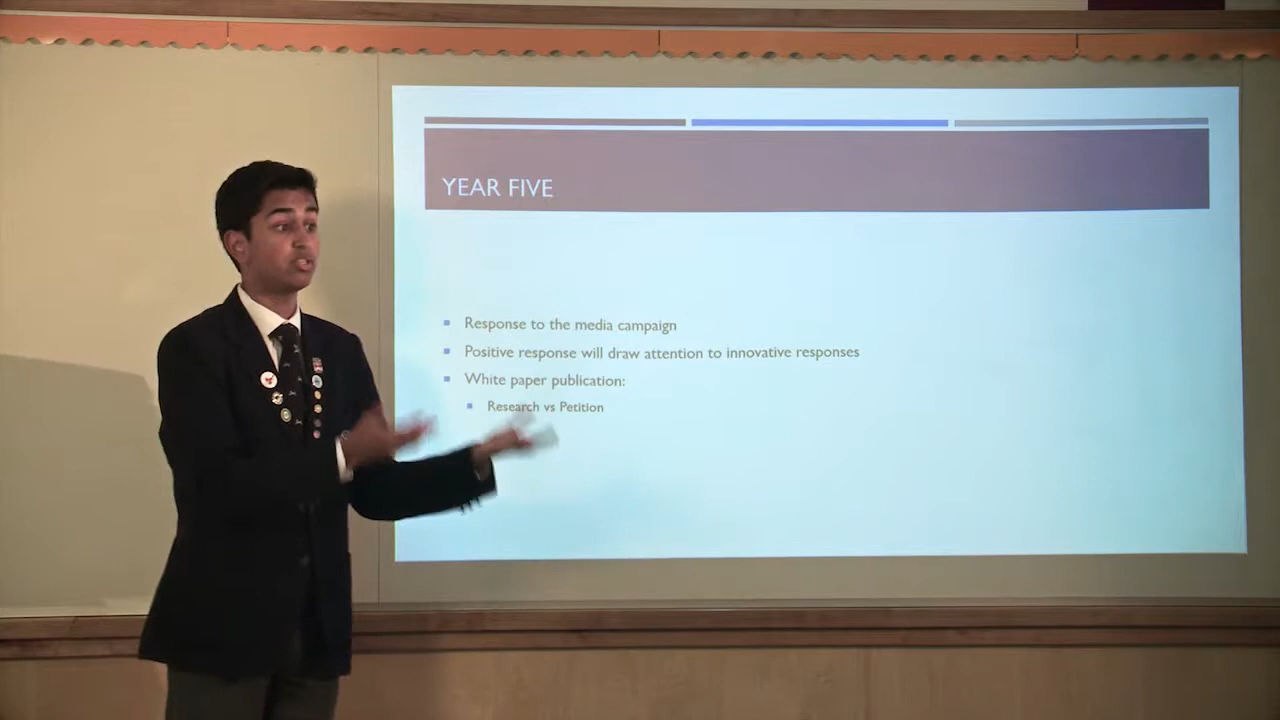 YEAR FIVE
Response to the media campaign
Positive response will draw attention to innovative responses
White paper publication:
Research vs Petition